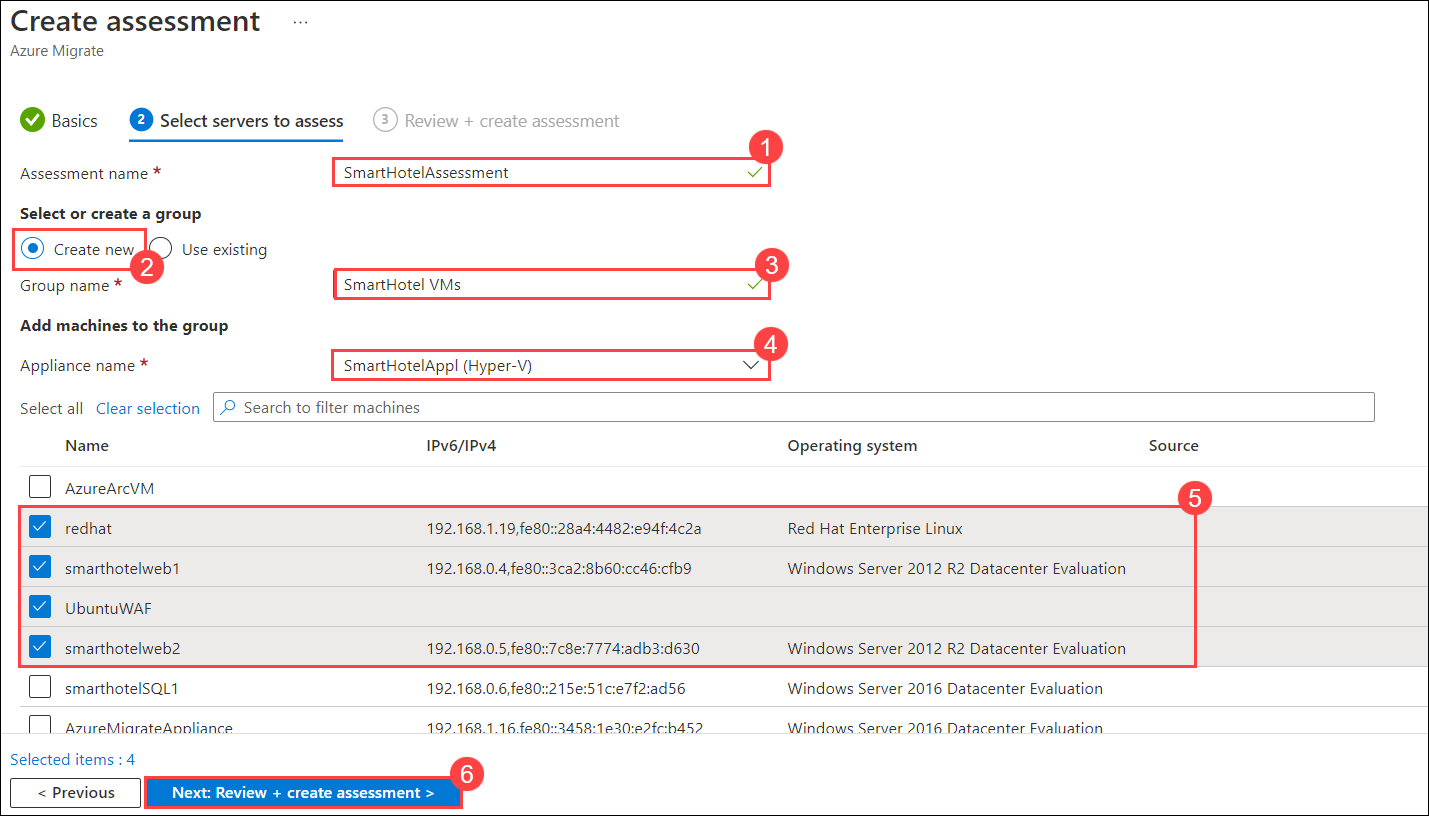 Create assessment ...
Azure Migrate
Basics 2 Select servers to assess 3 Review + create assessment
1
Assessment name * SmartHotelAssessment
Select or create a group
Create new Use existing
2
3
Group name * SmartHotel VMs
Add machines to the group
4
Appliance name * SmartHotelAppl (Hyper-V)
Select all Clear selection Search to filter machines
Name IPv6/IPv4 Operating system Source
AzureArcVM
5
redhat 192.168.1.19,fe80::28a4:4482:e94f:4c2a Red Hat Enterprise Linux
smarthotelweb1 192.168.0.4,fe80::3ca2:8b60:cc46:cfb9 Windows Server 2012 R2 Datacenter Evaluation
UbuntuWAF
smarthotelweb2 192.168.0.5,fe80::7c8e:7774:adb3:d630 Windows Server 2012 R2 Datacenter Evaluation
smarthotelSQL1 192.168.0.6,fe80::215e:51c:e7f2:ad56 Windows Server 2016 Datacenter Evaluation
AzureMigrateAppliance 192.168.1.16,fe80::3458:1e30:e2fc:b452 Windows Server 2016 Datacenter Evaluation
Selected items : 4
6
< Previous Next: Review + create assessment >